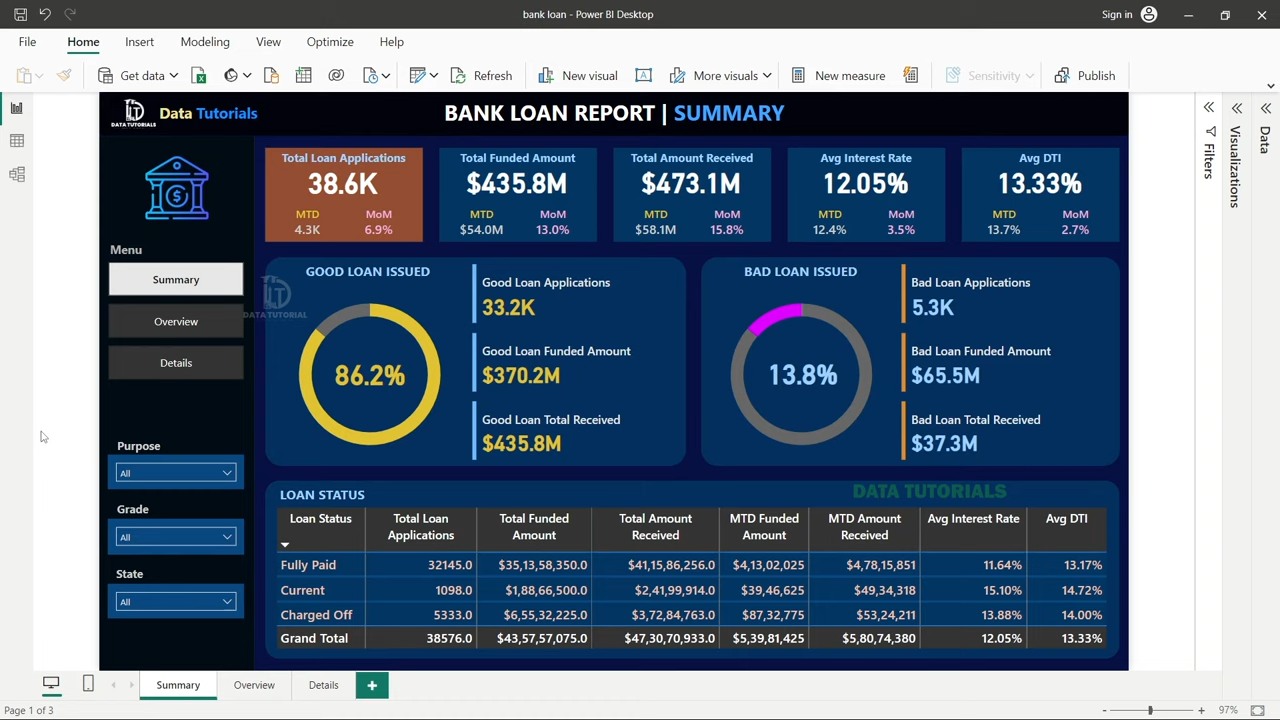 bank loan - Power BI Desktop
Sign in
File Home Insert Modeling View Optimize Help
Get data Refresh New visual More visuals New measure Sensitivity Publish
DATA TUTORIALS
Data Tutorials
BANK LOAN REPORT | SUMMARY
Filters
Visualizations
Data
Total Loan Applications
38.6K
MTD MoM
4.3K 6.9%
Total Funded Amount
$435.8M
MTD MoM
$54.0M 13.0%
Total Amount Received
$473.1M
MTD MoM
$58.1M 15.8%
Avg Interest Rate
12.05%
MTD MoM
12.4% 3.5%
Avg DTI
13.33%
MTD MoM
13.7% 2.7%
Menu
Summary
Overview
Details
Purpose
All
Grade
All
State
All
DATA TUTORIAL
GOOD LOAN ISSUED
86.2%
Good Loan Applications
33.2K
Good Loan Funded Amount
$370.2M
Good Loan Total Received
$435.8M
BAD LOAN ISSUED
13.8%
Bad Loan Applications
5.3K
Bad Loan Funded Amount
$65.5M
Bad Loan Total Received
$37.3M
LOAN STATUS
DATA TUTORIALS
Loan Status Total Loan Total Funded Total Amount MTD Funded MTD Amount Avg Interest Rate Avg DTI
Applications Amount Received Amount Received
Fully Paid 32145.0 $35,13,58,350.0 $41,15,86,256.0 $4,13,02,025 $4,78,15,851 11.64% 13.17%
Current 1098.0 $1,88,66,500.0 $2,41,99,914.0 $39,46,625 $49,34,318 15.10% 14.72%
Charged Off 5333.0 $6,55,32,225.0 $3,72,84,763.0 $87,32,775 $53,24,211 13.88% 14.00%
Grand Total 38576.0 $43,57,57,075.0 $47,30,70,933.0 $5,39,81,425 $5,80,74,380 12.05% 13.33%
Summary Overview Details +
Page 1 of 3
- + 97%